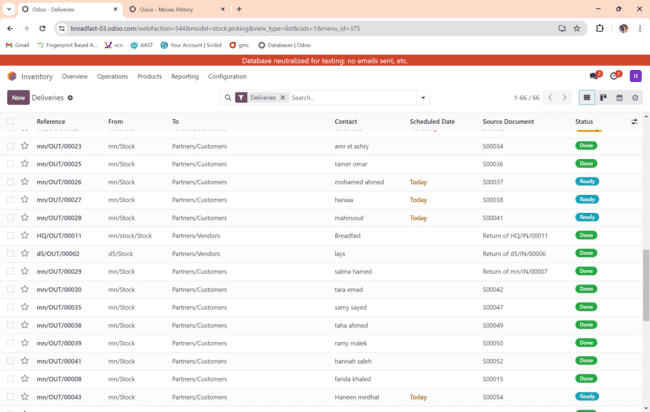 Odoo - Deliveries
Odoo - Moves History
breadfast-03.odoo.com/web#action=544&model=stock.picking&view_type=list&cids=1&menu_id=375
Gmail Fingerprint Based A... xcn AAST Your Account | Scribd gmc Databases | Odoo
Database neutralized for testing: no emails sent, etc.
Inventory Overview Operations Products Reporting Configuration
New Deliveries Deliveries Search... 1-66 / 66
Reference From To Contact Scheduled Date Source Document Status
mn/OUT/00023 mn/Stock Partners/Customers amr el ashry S00034 Done
mn/OUT/00025 mn/Stock Partners/Customers tamer omar S00036 Done
mn/OUT/00026 mn/Stock Partners/Customers mohamed ahmed Today S00037 Ready
mn/OUT/00027 mn/Stock Partners/Customers haniaa Today S00038 Ready
mn/OUT/00028 mn/Stock Partners/Customers mahmoud Today S00041 Ready
HQ/OUT/00011 mn/stock/Stock Partners/Vendors Breadfast Return of HQ/IN/00011 Done
d5/OUT/00002 d5/Stock Partners/Vendors lays Return of d5/IN/00006 Done
mn/OUT/00029 mn/Stock Partners/Customers salma hamed Return of mn/IN/00007 Done
mn/OUT/00030 mn/Stock Partners/Customers tara emad S00042 Done
mn/OUT/00035 mn/Stock Partners/Customers samy sayed S00047 Done
mn/OUT/00038 mn/Stock Partners/Customers taha ahmed S00049 Done
mn/OUT/00039 mn/Stock Partners/Customers ramy malek S00050 Done
mn/OUT/00041 mn/Stock Partners/Customers hannah saleh S00052 Done
mn/OUT/00008 mn/Stock Partners/Customers farida khaled S00015 Done
mn/OUT/00043 mn/Stock Partners/Customers Haneen medhat Today S00054 Ready